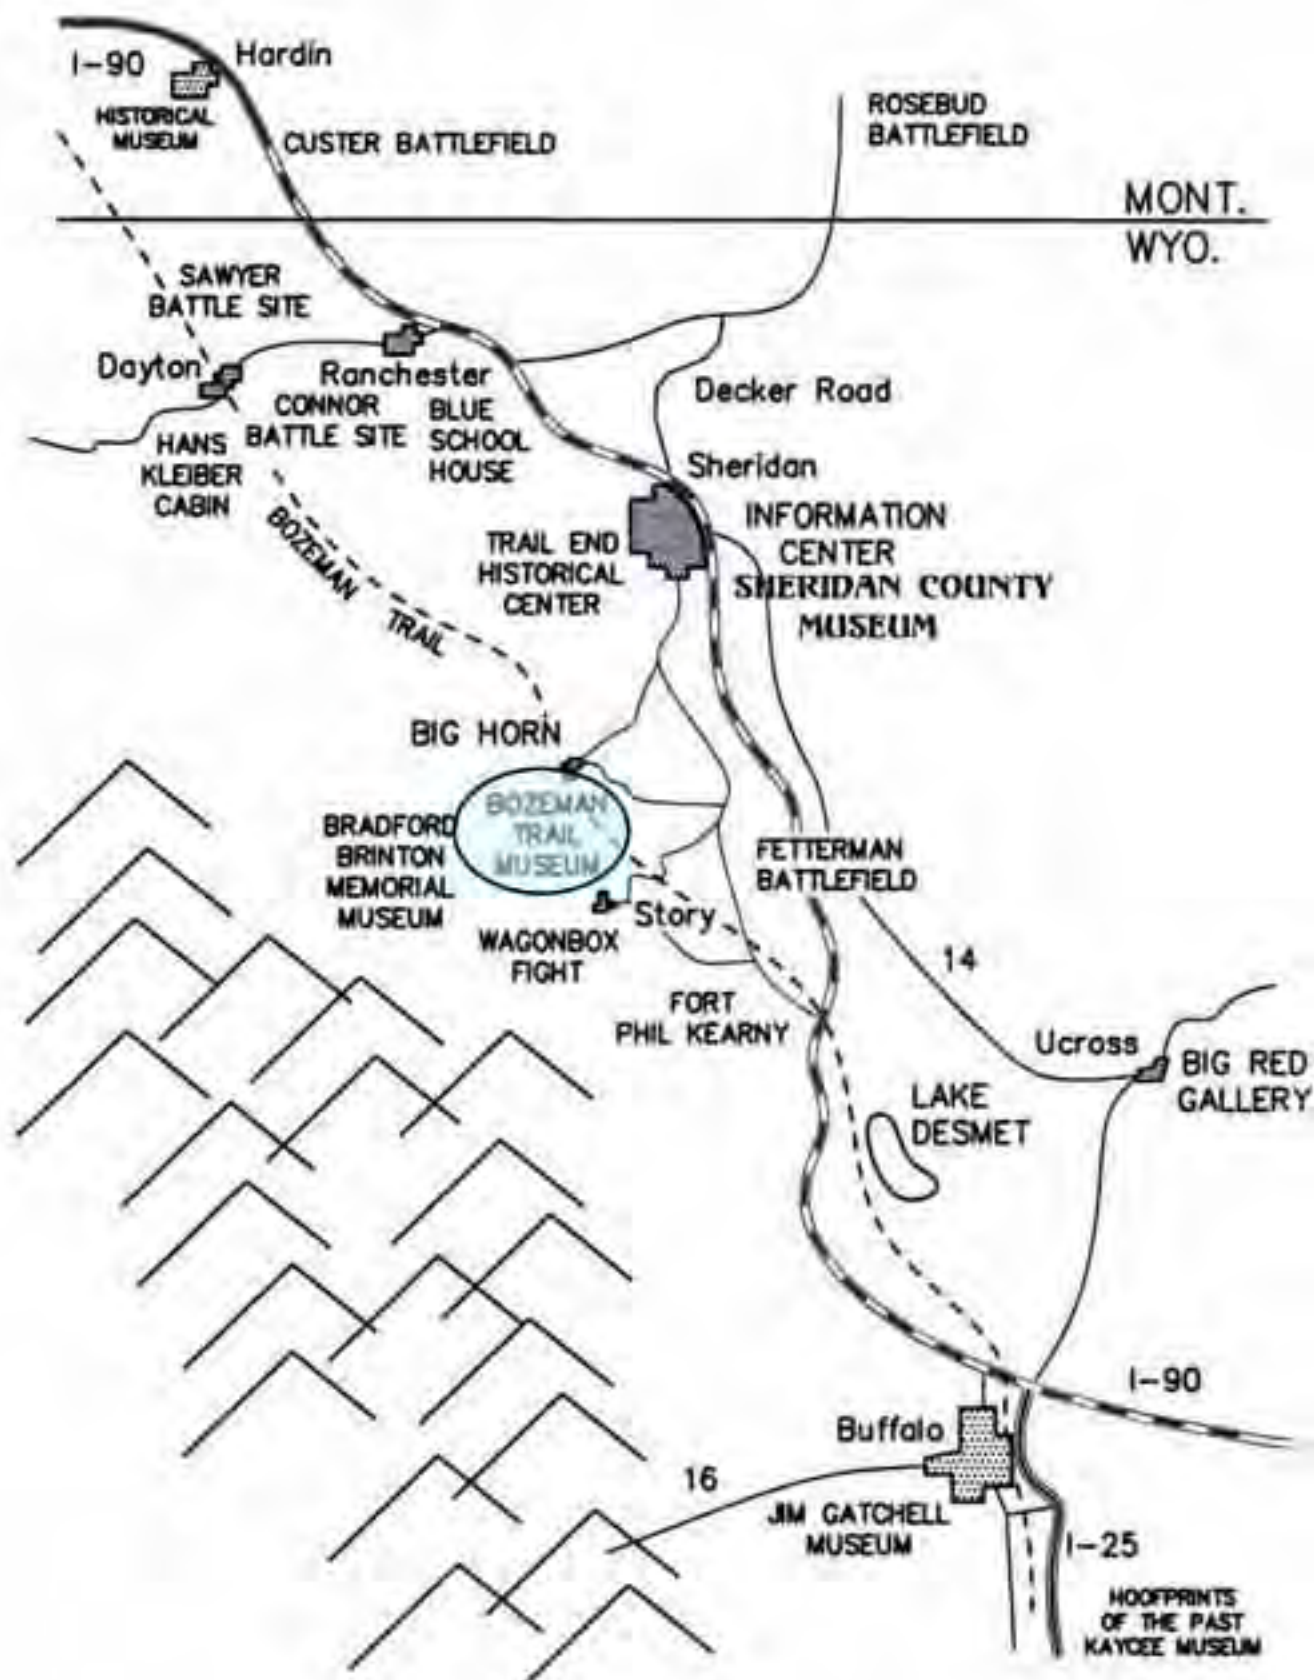 I-90
Hardin
HISTORICAL
MUSEUM
CUSTER BATTLEFIELD
ROSEBUD
BATTLEFIELD
MONT.
WYO.
SAWYER
BATTLE SITE
Dayton
Ranchester
CONNOR
BATTLE SITE
BLUE
SCHOOL
HOUSE
Decker Road
HANS
KLEIBER
CABIN
Sheridan
BOZEMAN TRAIL
TRAIL END
HISTORICAL
CENTER
INFORMATION
CENTER
SHERIDAN COUNTY
MUSEUM
BIG HORN
BOZEMAN
TRAIL
MUSEUM
BRADFORD
BRINTON
MEMORIAL
MUSEUM
FETTERMAN
BATTLEFIELD
Story
WAGONBOX
FIGHT
14
FORT
PHIL KEARNY
Ucross
BIG RED
GALLERY
LAKE
DESMET
I-90
Buffalo
16
JIM GATCHELL
MUSEUM
I-25
HOOFPRINTS
OF THE PAST
KAYCEE MUSEUM